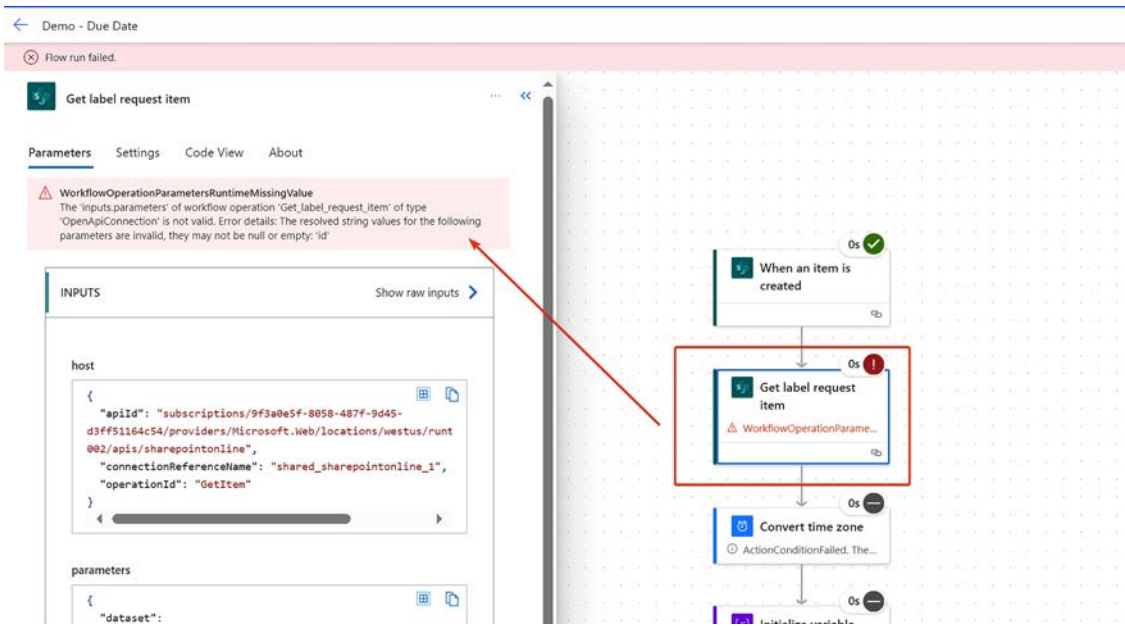 Demo - Due Date
Flow run failed.
Get label request item
Parameters Settings Code View About
WorkflowOperationParametersRuntimeMissingValue
The 'inputs.parameters' of workflow operation 'Get_label_request_item' of type
'OpenApiConnection' is not valid. Error details: The resolved string values for the following
parameters are invalid, they may not be null or empty: 'id'
INPUTS
Show raw inputs
host
{
"apiId": "subscriptions/9f3a0e5f-8058-487f-9d45-
d3ff51164c54/providers/Microsoft.Web/locations/westus/runt
002/apis/sharepointonline",
"connectionReferenceName": "shared_sharepointonline_1",
"operationId": "GetItem"
}
parameters
{
"dataset":
0s
When an item is
created
0s
Get label request
item
WorkflowOperationParame...
0s
Convert time zone
ActionConditionFailed. The...
0s
Initialize variable